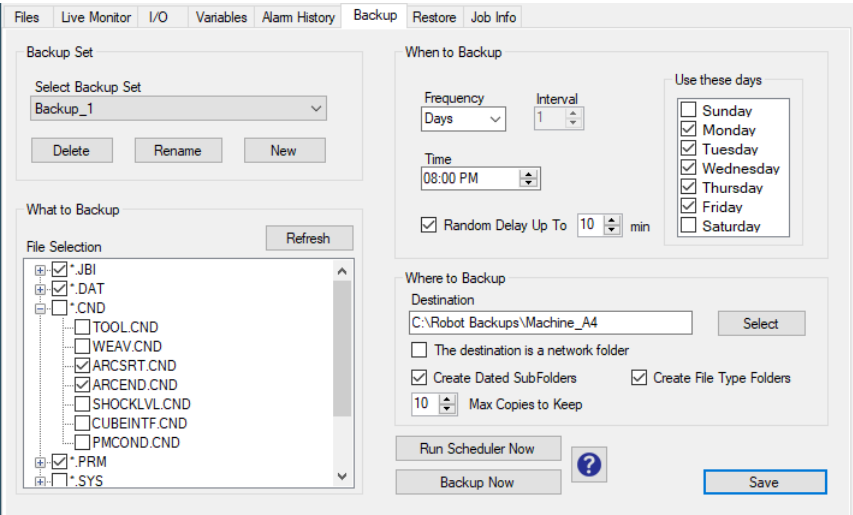 Files Live Monitor I/O Variables Alarm History Backup Restore Job Info
Backup Set
Select Backup Set
Backup_1
Delete Rename New
What to Backup
File Selection
Refresh
*.JBI
*.DAT
*.CND
TOOL.CND
WEAV.CND
ARCSRT.CND
ARCEND.CND
SHOCKLVL.CND
CUBEINTF.CND
PMCOND.CND
*.PRM
*.SYS
When to Backup
Frequency Interval
Days 1
Time
08:00 PM
Random Delay Up To 10 min
Use these days
Sunday
Monday
Tuesday
Wednesday
Thursday
Friday
Saturday
Where to Backup
Destination
C:\Robot Backups\Machine_A4 Select
The destination is a network folder
Create Dated SubFolders Create File Type Folders
10 Max Copies to Keep
Run Scheduler Now
Backup Now
?
Save